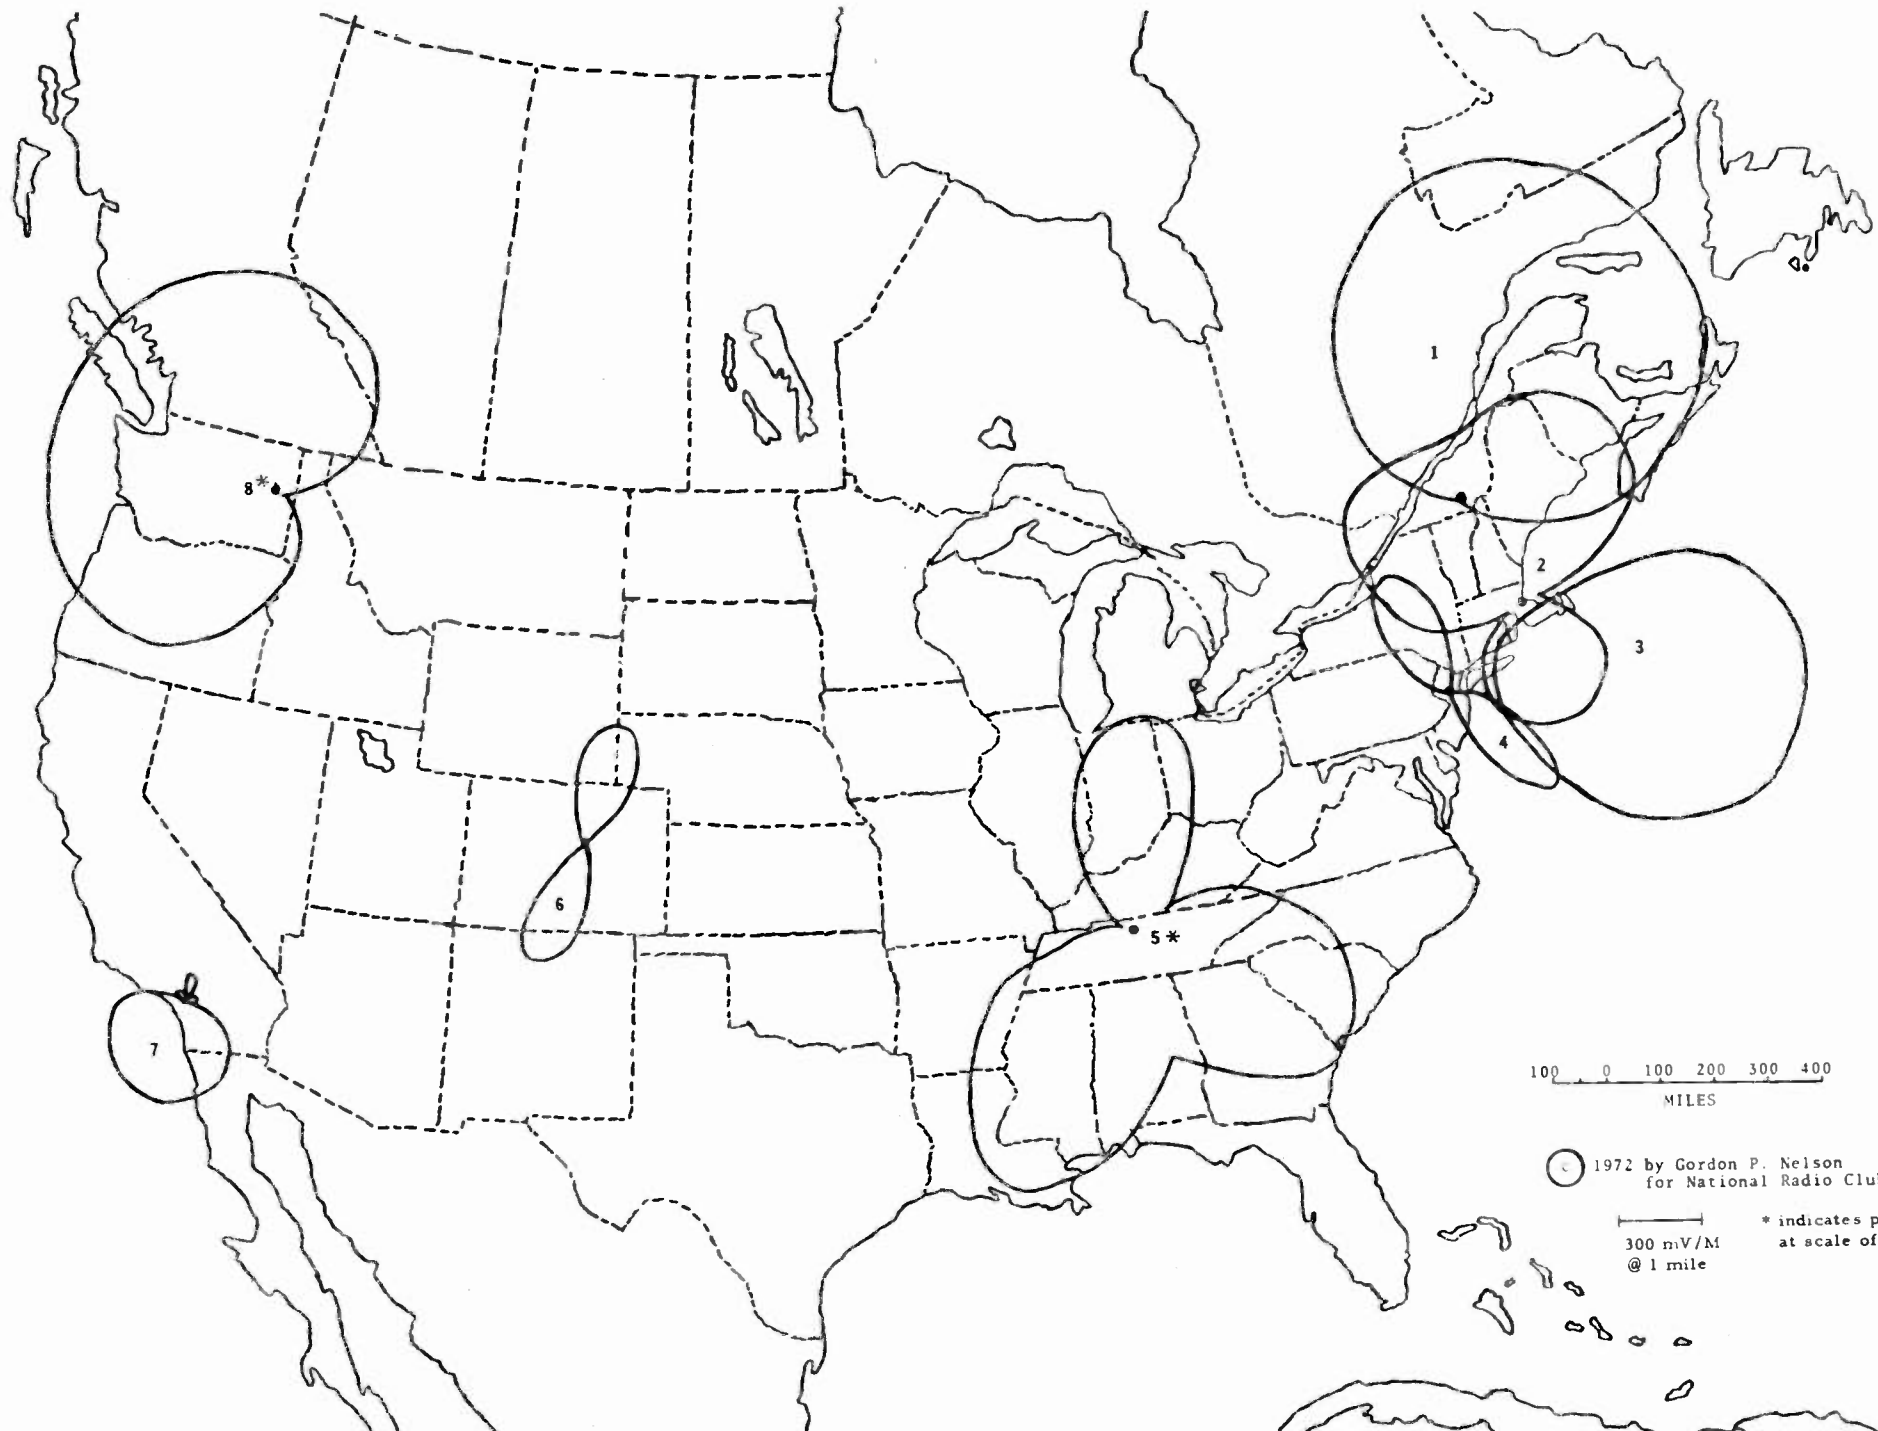 1
8*
2
3
4
6
5*
7
100 0 100 200 300 400
MILES
© 1972 by Gordon P. Nelson
for National Radio
300 mV/M
@ 1 mile
* indicates
at scale of